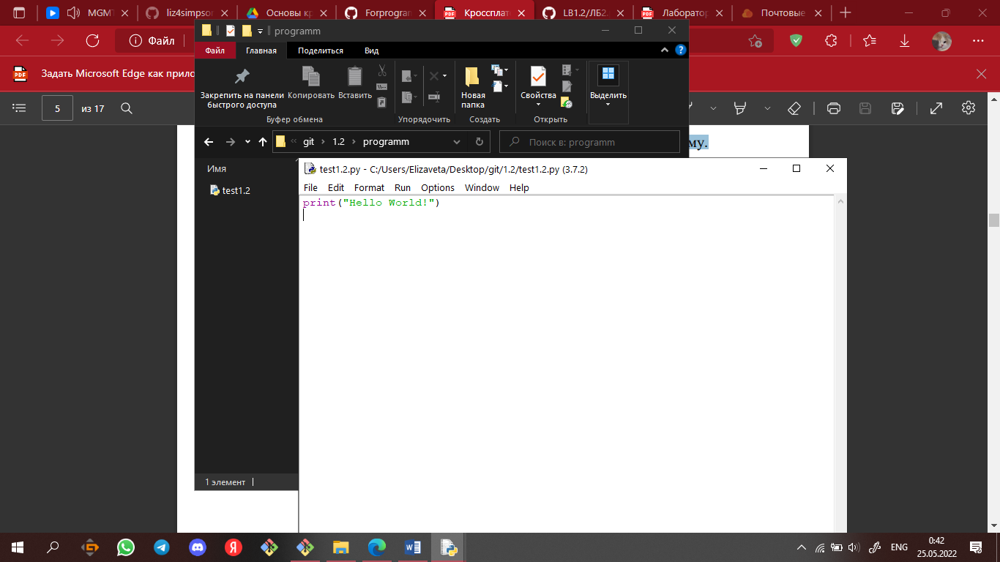 MGMT
liz4simpson
Основы кр
Forprogram
Кроссплат
LB1.2/ЛБ2.
Лаборатор
Почтовые
Файл
programm
Задать Microsoft Edge как прило
Файл
Главная
Поделиться
Вид
Закрепить на панели
быстрого доступа
Копировать
Вставить
Новая
папка
Свойства
Выделить
Буфер обмена
Упорядочить
Создать
Открыть
5
из 17
git
1.2
programm
Поиск в: programm
му.
Имя
test1.2
test1.2.py - C:/Users/Elizaveta/Desktop/git/1.2/test1.2.py (3.7.2)
File Edit Format Run Options Window Help
print("Hello World!")
1 элемент
ENG
0:42
25.05.2022